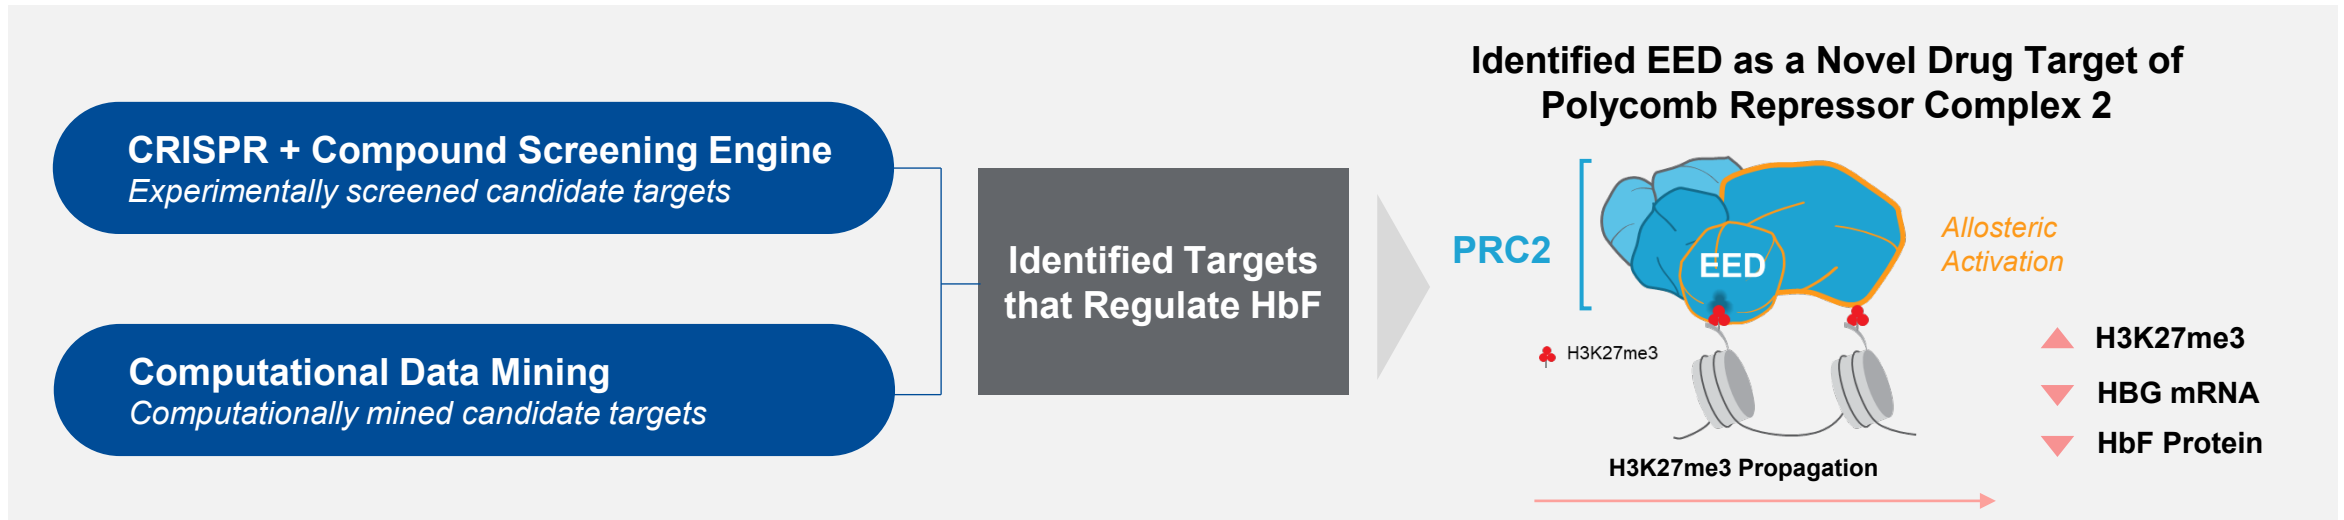 CRISPR + Compound Screening Engine
Experimentally screened candidate targets
Computational Data Mining
Computationally mined candidate targets
Identified Targets
that Regulate HbF
Identified EED as a Novel Drug Target of
Polycomb Repressor Complex 2
PRC2
EED
Allosteric
Activation
H3K27me3
H3K27me3
HBG mRNA
HbF Protein
H3K27me3 Propagation